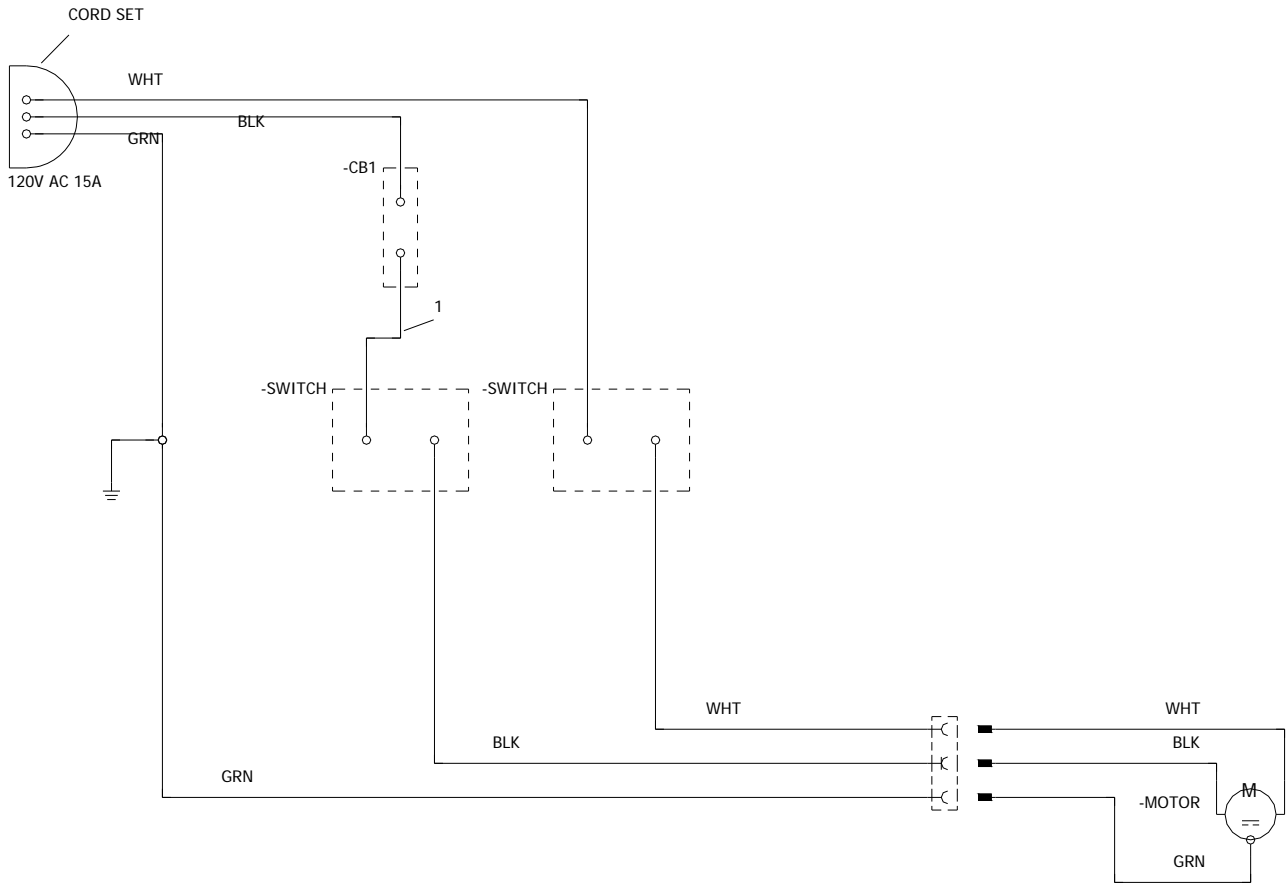 CORD SET
WHT
BLK
GRN
120V AC 15A
-CB1
1
-SWITCH
-SWITCH
WHT
WHT
BLK
BLK
GRN
M
-MOTOR
GRN